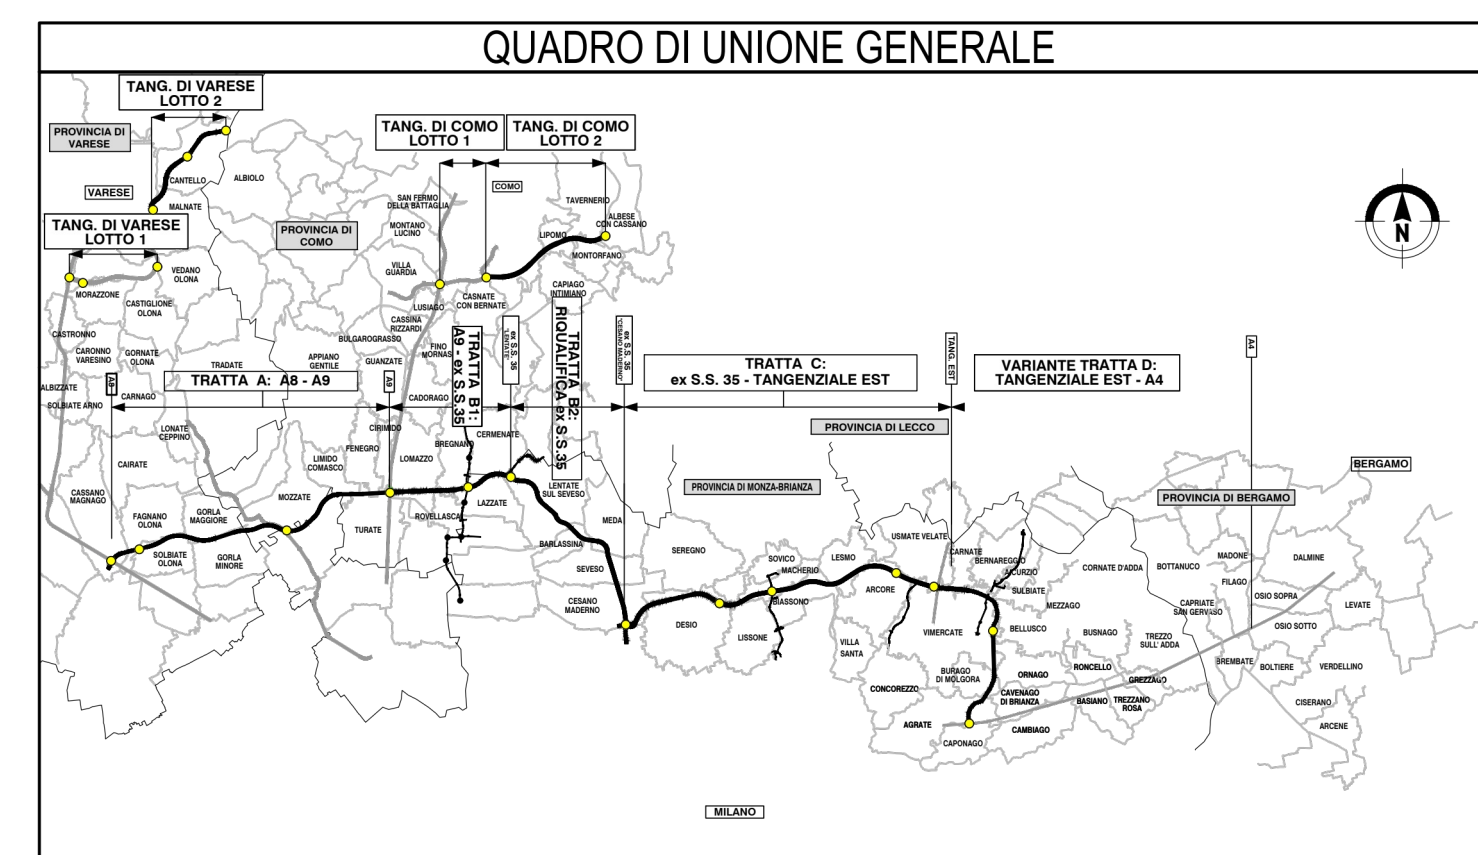 QUADRO DI UNIONE GENERALE
TANG. DI VARESE
LOTTO 2
PROVINCIA DI
VARESE
CANTELLO
ALBIOLO
VARESE
MALNATE
TANG. DI VARESE
LOTTO 1
TANG. DI COMO
LOTTO 1
TANG. DI COMO
LOTTO 2
COMO
SAN FERMO
DELLA BATTAGLIA
TAVERNERIO
ALBESE
CON CASSANO
PROVINCIA DI
COMO
MONTANO
LUCINO
LIPOMO
MONTORFANO
N
VILLA
GUARDIA
VEDANO
OLONA
MORAZZONE
CASTIGLIONE
OLONA
CAPIAGO
INTIMIANO
CASNATE
CON BERNATE
LUSIAGO
CASSINA
RIZZARDI
BULGAROGRASSO
CASTRONNO
CARONNO
VARESINO
GORNATE
OLONA
TRADATE
APPIANO
GENTILE
GUANZATE
FINO
MORNAS
TRATTA B1:
A9 - ex S.S.35
ex S.S. 35
"LENTATE"
TRATTA B2:
RIQUALIFICA ex S.S.35
ex S.S. 35
"CESANO MADERNO"
TRATTA C:
ex S.S. 35 - TANGENZIALE EST
TANG. EST
VARIANTE TRATTA D:
TANGENZIALE EST - A4
A4
ALBIZZATE
A8
TRATTA A: A8 - A9
A9
SOLBIATE ARNO
CARNAGO
CADORAGO
LONATE
CEPPINO
CIRIMIDO
CERMENATE
BREGNANO
PROVINCIA DI LECCO
FENEGRO
LOMAZZO
LIMIDO
COMASCO
CAIRATE
BERGAMO
CASSANO
MAGNAGO
MOZZATE
LAZZATE
LENTATE
SUL SEVESO
PROVINCIA DI MONZA-BRIANZA
PROVINCIA DI BERGAMO
FAGNANO
OLONA
GORLA
MAGGIORE
TURATE
ROVELLASCA
MEDA
SOLBIATE
OLONA
GORLA
MINORE
BARLASSINA
SEVESO
SEREGNO
SOVICO
MACHERIO
LESMO
USMATE VELATE
CARNATE
BERNAREGGIO
AICURZIO
SULBIATE
CORNATE D'ADDA
BOTTANUCO
MADONE
FILAGO
DALMINE
OSIO SOPRA
CESANO
MADERNO
BIASSONO
ARCORE
MEZZAGO
CAPRIATE
SAN GERVASO
LEVATE
DESIO
LISSONE
VILLA
SANTA
VIMERCATE
BELLUSCO
BUSNAGO
TREZZO
SULL' ADDA
OSIO SOTTO
BURAGO
DI MOLGORA
ORNAGO
RONCELLO
GREZZAGO
BREMBATE
BOLTIERE
VERDELLINO
CONCOREZZO
CAVENAGO
DI BRIANZA
BASIANO
TREZZANO
ROSA
CISERANO
AGRATE
CAMBIAGO
ARCENE
CAPONAGO
MILANO